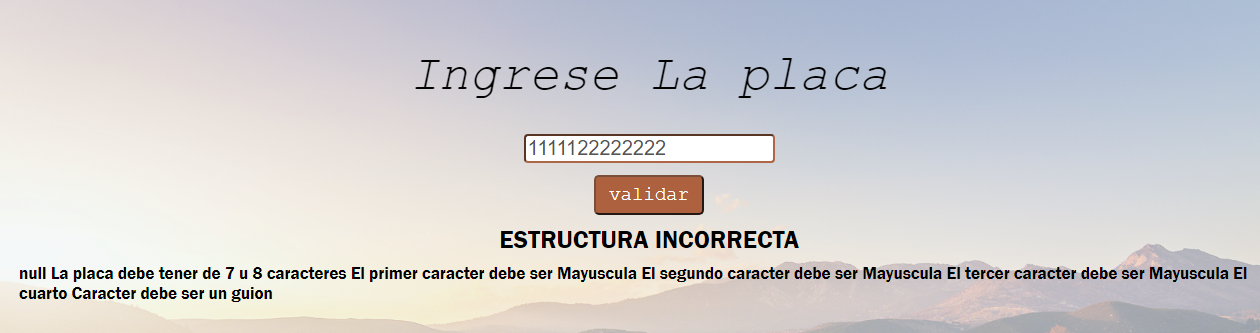 Ingrese La placa
1111122222222
validar
ESTRUCTURA INCORRECTA
null La placa debe tener de 7 u 8 caracteres El primer caracter debe ser Mayuscula El segundo caracter debe ser Mayuscula El tercer caracter debe ser Mayuscula El
cuarto Caracter debe ser un guion